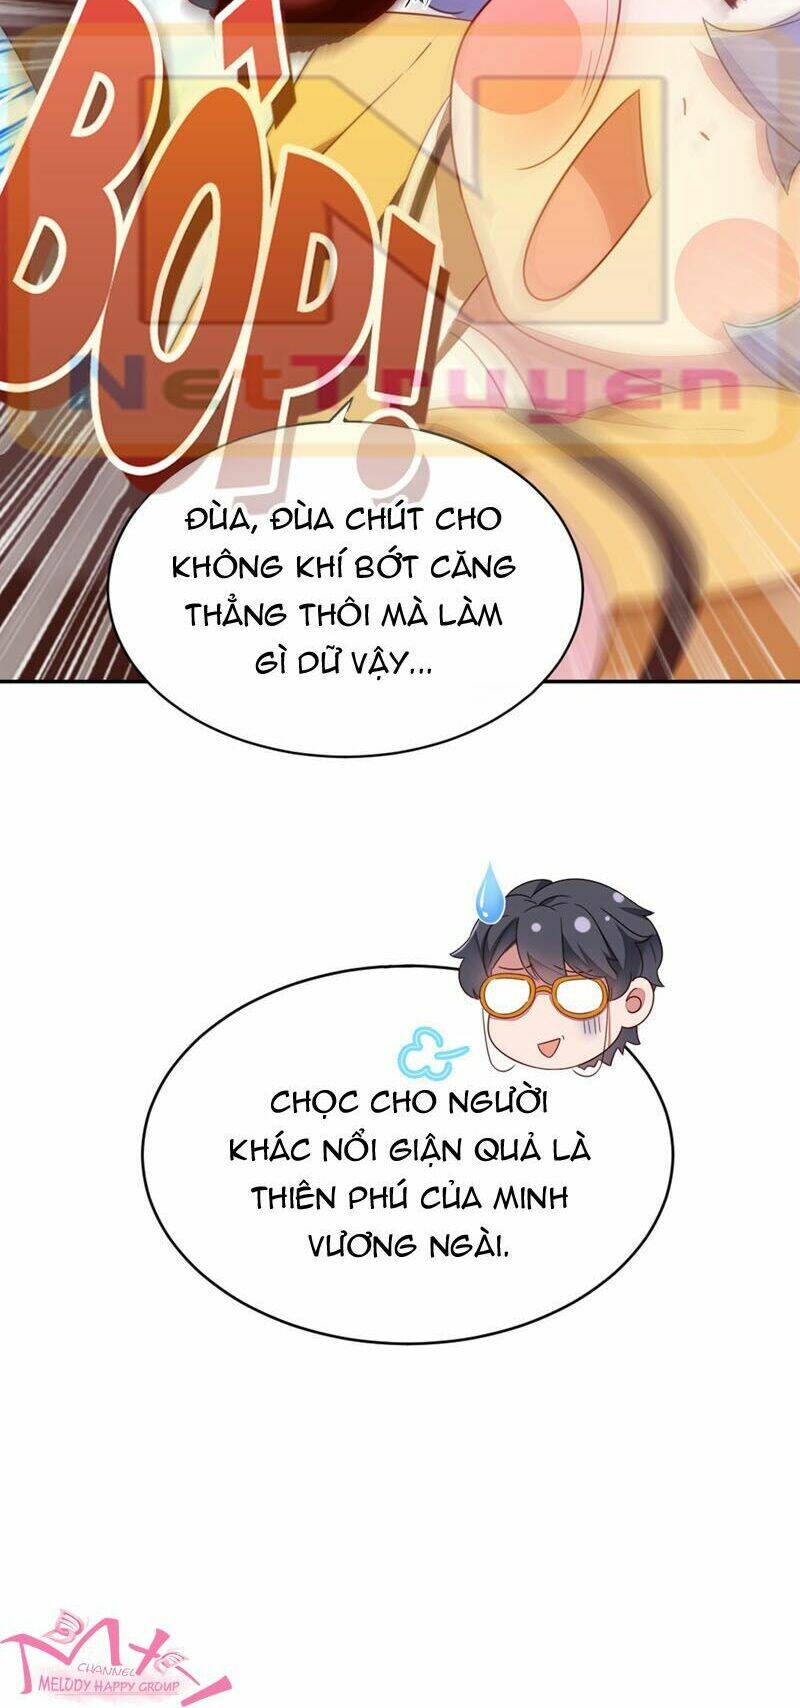 BỐP!
NetTruyen
ĐÙA, ĐÙA CHÚT CHO
KHÔNG KHÍ BỚT CĂNG
THẲNG THÔI MÀ LÀM
GÌ DỮ VẬY...
CHỌC CHO NGƯỜI
KHÁC NỔI GIẬN QUẢ LÀ
THIÊN PHÚ CỦA MINH
VƯƠNG NGÀI.
CHANNEL
MELODY HAPPY GROUP